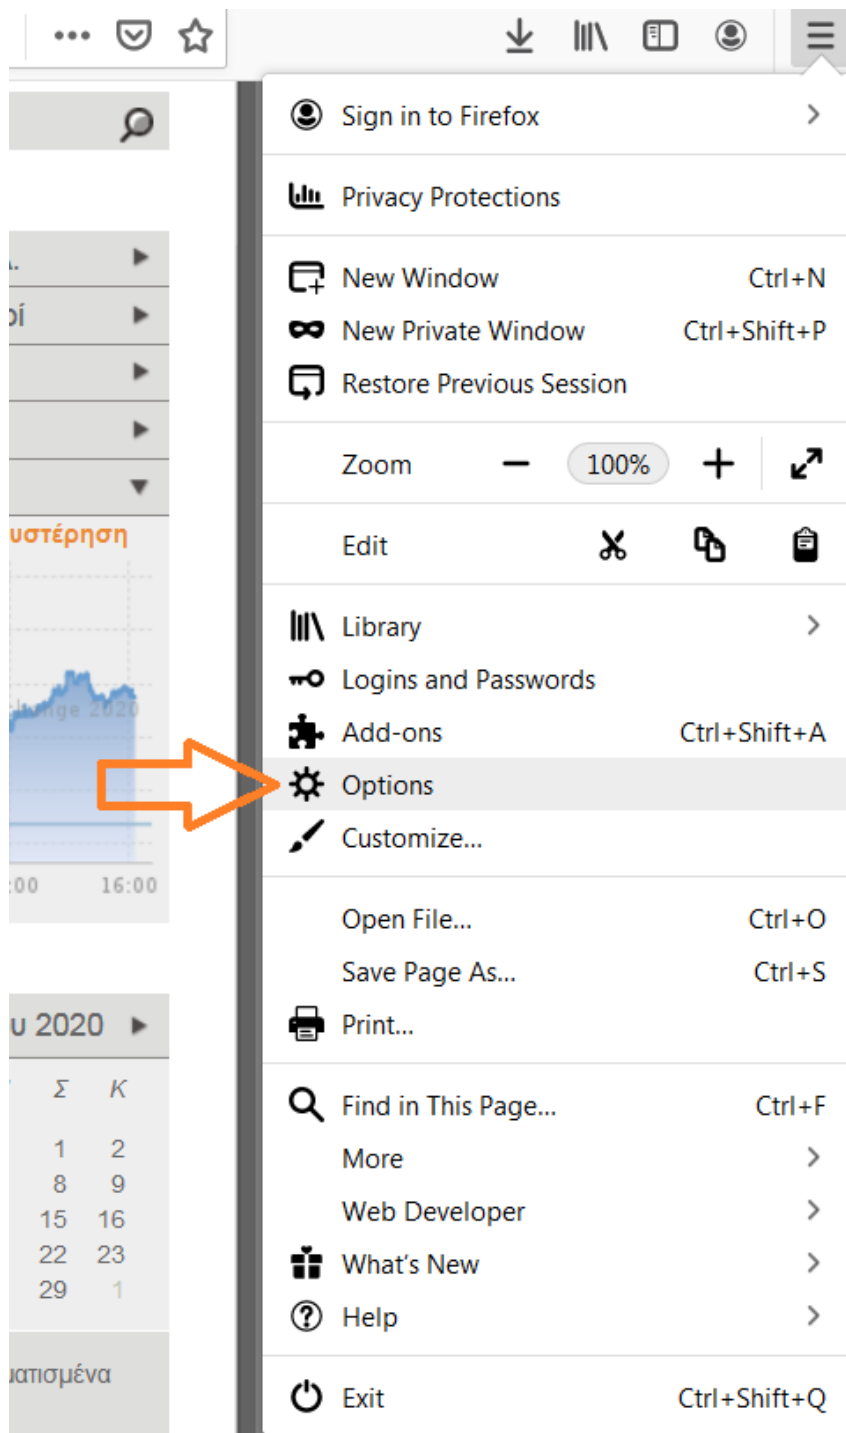 Sign in to Firefox
Privacy Protections
New Window Ctrl+N
New Private Window Ctrl+Shift+P
Restore Previous Session
Zoom 100%
Edit
Library
Logins and Passwords
Add-ons Ctrl+Shift+A
Options
Customize...
Open File... Ctrl+O
Save Page As... Ctrl+S
Print...
Find in This Page... Ctrl+F
More
Web Developer
What's New
Help
Exit Ctrl+Shift+Q
υστέρηση
2020
:00 16:00
υ 2020
Σ Κ
1 2
8 9
15 16
22 23
29 1
ματισμένα